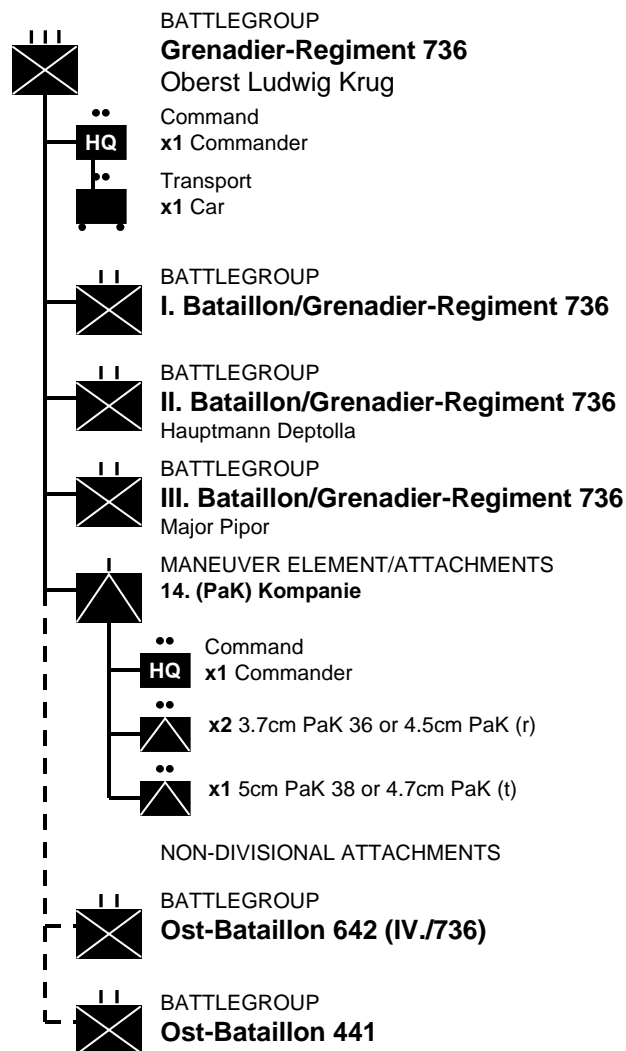 BATTLEGROUP
Grenadier-Regiment 736
Oberst Ludwig Krug
Command
HQ
x1 Commander
Transport
x1 Car
BATTLEGROUP
I. Bataillon/Grenadier-Regiment 736
BATTLEGROUP
II. Bataillon/Grenadier-Regiment 736
Hauptmann Deptolla
BATTLEGROUP
III. Bataillon/Grenadier-Regiment 736
Major Pipor
MANEUVER ELEMENT/ATTACHMENTS
14. (PaK) Kompanie
Command
HQ
x1 Commander
x2 3.7cm PaK 36 or 4.5cm PaK (r)
x1 5cm PaK 38 or 4.7cm PaK (t)
NON-DIVISIONAL ATTACHMENTS
BATTLEGROUP
Ost-Bataillon 642 (IV./736)
BATTLEGROUP
Ost-Bataillon 441